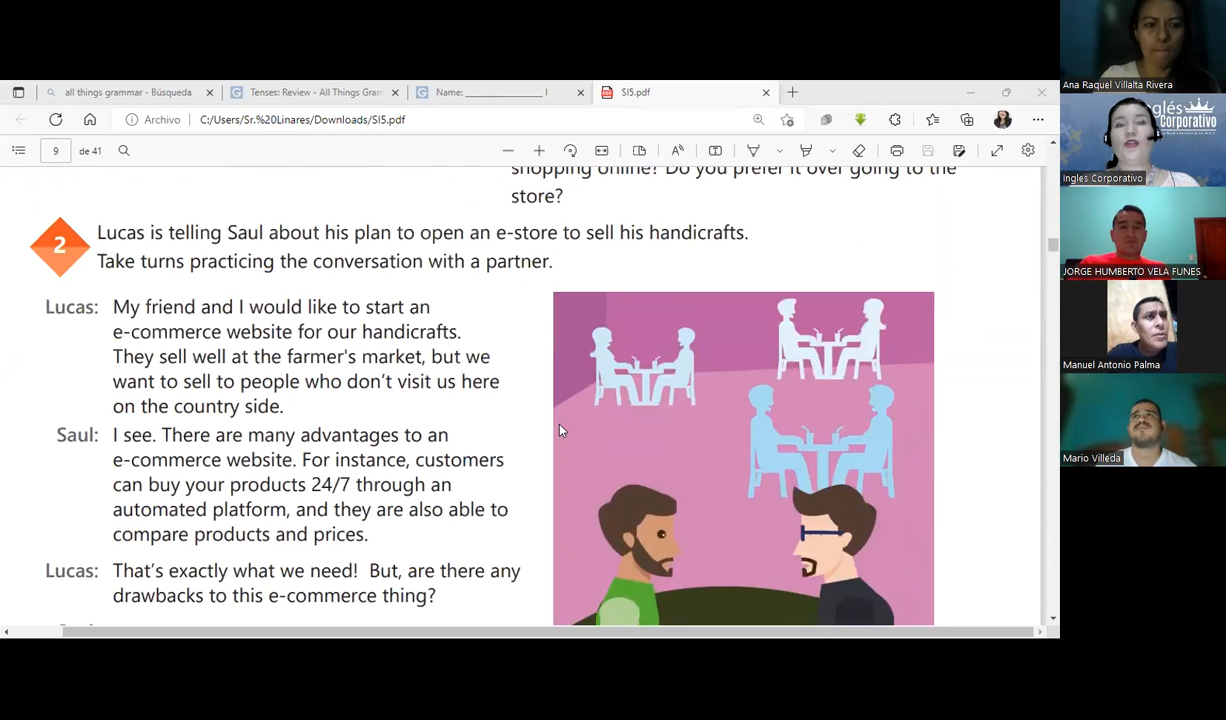 all things grammar - Búsqueda
Tenses: Review - All Things Gram
Name: ________________ I
SI5.pdf
Archivo
C:/Users/Sr.%20Linares/Downloads/SI5.pdf
9 de 41
shopping online? Do you prefer it over going to the
store?
2
Lucas is telling Saul about his plan to open an e-store to sell his handicrafts.
Take turns practicing the conversation with a partner.
Lucas: My friend and I would like to start an
e-commerce website for our handicrafts.
They sell well at the farmer's market, but we
want to sell to people who don't visit us here
on the country side.
Saul: I see. There are many advantages to an
e-commerce website. For instance, customers
can buy your products 24/7 through an
automated platform, and they are also able to
compare products and prices.
Lucas: That's exactly what we need! But, are there any
drawbacks to this e-commerce thing?
Ana Raquel Villalta Rivera
Inglés
Corporativo
Ingles Corporativo
JORGE HUMBERTO VELA FUNES
Manuel Antonio Palma
Mario Villeda